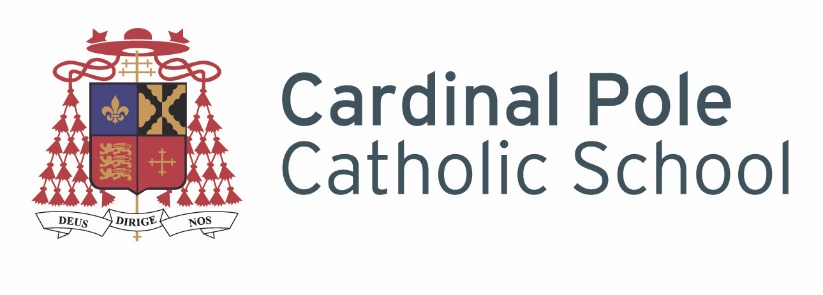 Cardinal Pole
Catholic School
DEUS DIRIGE NOS